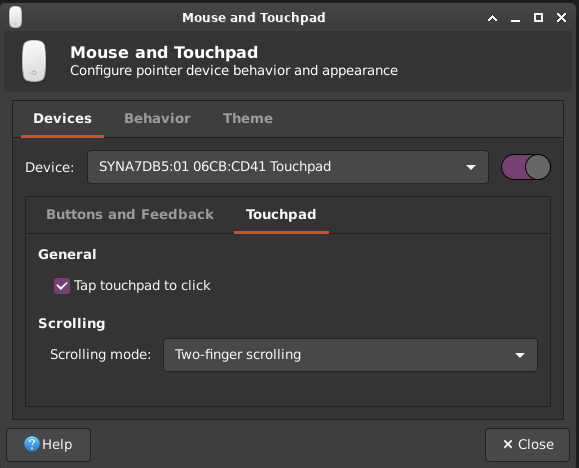 Mouse and Touchpad
Mouse and Touchpad
Configure pointer device behavior and appearance
Devices Behavior Theme
Device: SYNA7DB5:01 06CB:CD41 Touchpad
Buttons and Feedback Touchpad
General
Tap touchpad to click
Scrolling
Scrolling mode: Two-finger scrolling
Help Close